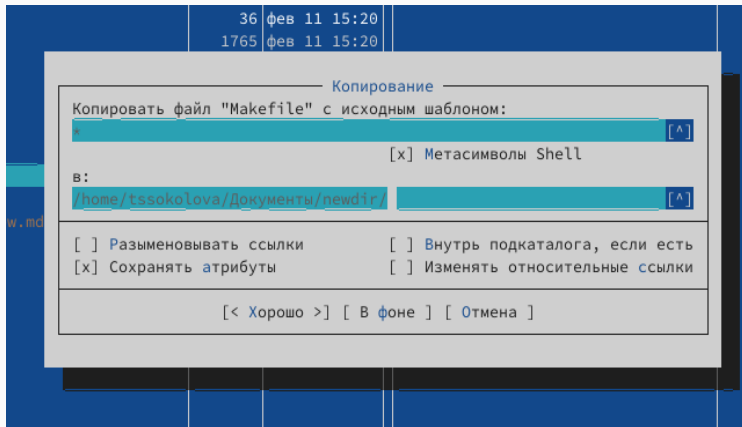 36 фев 11 15:20
1765 фев 11 15:20
Копирование
Копировать файл "Makefile" с исходным шаблоном:
* [^]
[x] Метасимволы Shell
в:
/home/tssokolova/Документы/newdir/ [^]
w.md
[ ] Разыменовывать ссылки [ ] Внутрь подкаталога, если есть
[x] Сохранять атрибуты [ ] Изменять относительные ссылки
[< Хорошо >] [ В фоне ] [ Отмена ]